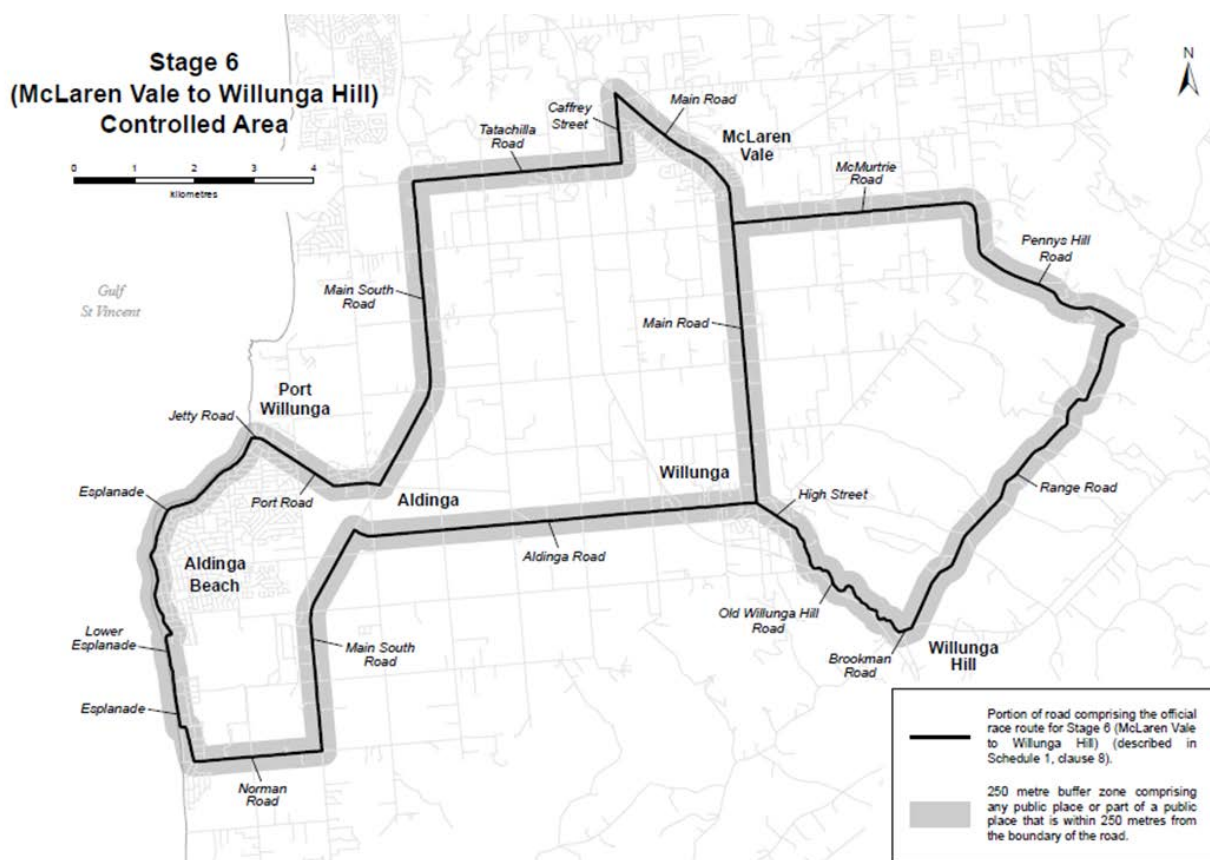 Stage 6
(McLaren Vale to Willunga Hill)
Controlled Area
N
0 1 2 3 4
kilometres
Caffrey
Street
Main Road
Tatachilla
Road
McLaren
Vale
McMurtrie
Road
Pennys Hill
Road
Gulf
St Vincent
Main South
Road
Main Road
Port
Willunga
Jetty Road
Esplanade
Port Road
Aldinga
Willunga
High Street
Range Road
Aldinga Road
Aldinga
Beach
Old Willunga Hill
Road
Lower
Esplanade
Main South
Road
Brookman
Road
Willunga
Hill
Esplanade
Norman
Road
Portion of road comprising the official
race route for Stage 6 (McLaren Vale
to Willunga Hill) (described in
Schedule 1, clause 8).
250 metre buffer zone comprising
any public place or part of a public
place that is within 250 metres from
the boundary of the road.